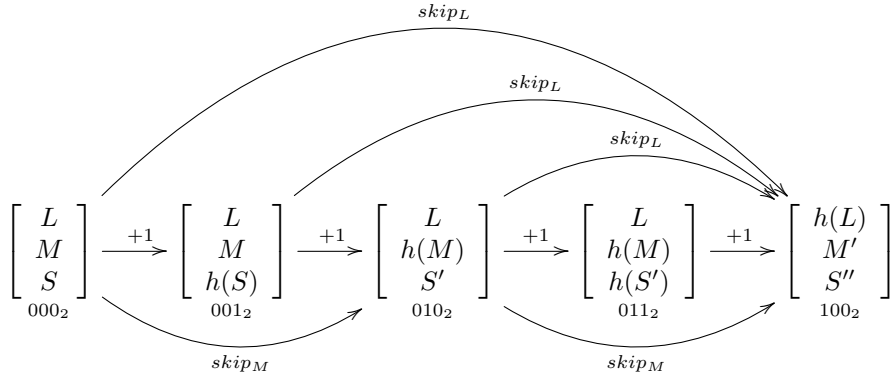 skip_L
skip_L
skip_L
L L L L h(L)
M +1 M +1 h(M) +1 h(M) +1 M′
S h(S) S′ h(S′) S′′
000₂ 001₂ 010₂ 011₂ 100₂
skip_M skip_M